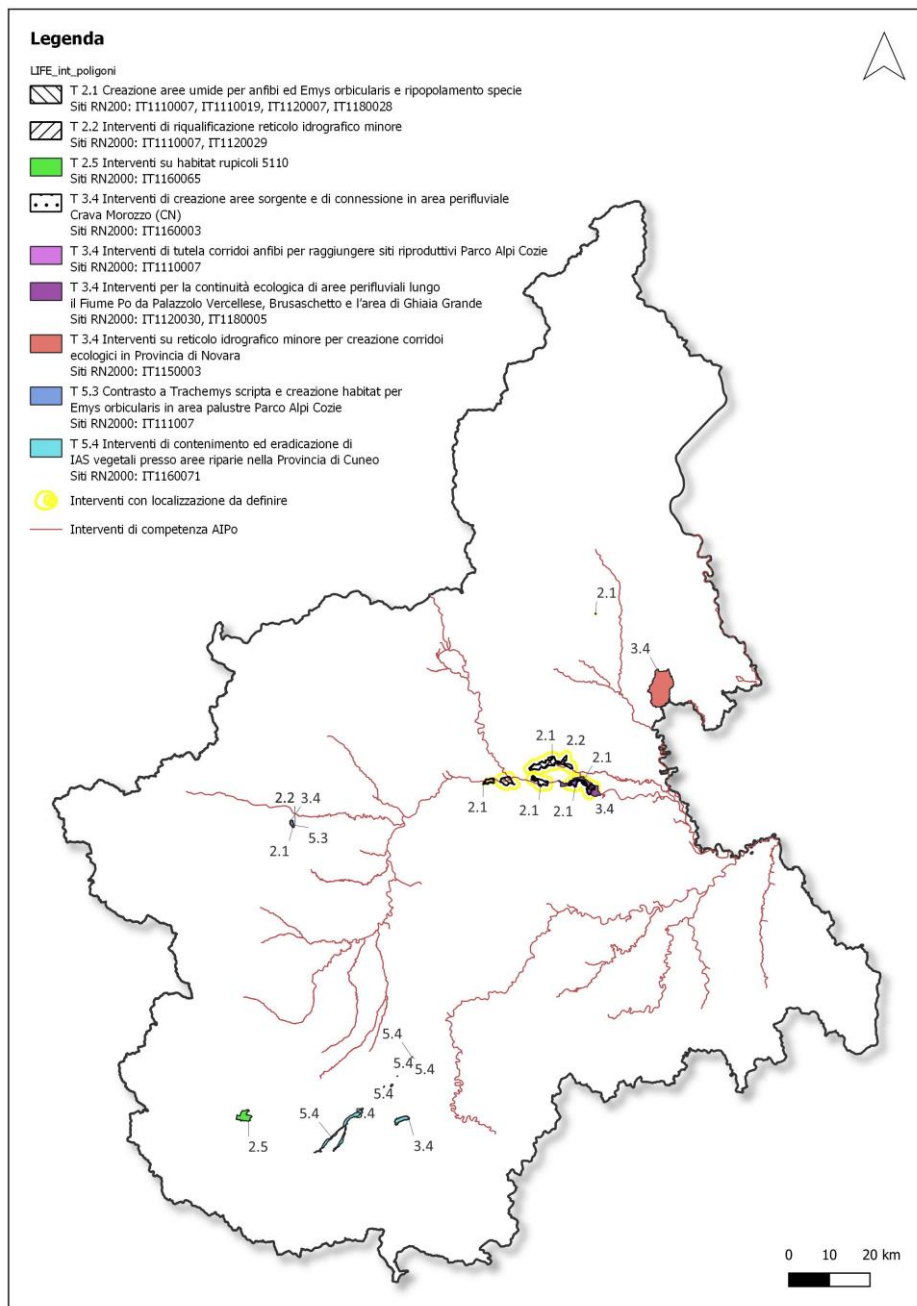 Legenda
LIFE_int_poligoni
T 2.1 Creazione aree umide per anfibi ed Emys orbicularis e ripopolamento specie
Siti RN200: IT1110007, IT1110019, IT1120007, IT1180028
T 2.2 Interventi di riqualificazione reticolo idrografico minore
Siti RN2000: IT1110007, IT1120029
T 2.5 Interventi su habitat rupicoli 5110
Siti RN2000: IT1160065
T 3.4 Interventi di creazione aree sorgente e di connessione in area perifluviale
Crava Morozzo (CN)
Siti RN2000: IT1160003
T 3.4 Interventi di tutela corridoi anfibi per raggiungere siti riproduttivi Parco Alpi Cozie
Siti RN2000: IT1110007
T 3.4 Interventi per la continuità ecologica di aree perifluviali lungo
il Fiume Po da Palazzolo Vercellese, Brusaschetto e l'area di Ghiaia Grande
Siti RN2000: IT1120030, IT1180005
T 3.4 Interventi su reticolo idrografico minore per creazione corridoi
ecologici in Provincia di Novara
Siti RN2000: IT1150003
T 5.3 Contrasto a Trachemys scripta e creazione habitat per
Emys orbicularis in area palustre Parco Alpi Cozie
Siti RN2000: IT111007
T 5.4 Interventi di contenimento ed eradicazione di
IAS vegetali presso aree riparie nella Provincia di Cuneo
Siti RN2000: IT1160071
Interventi con localizzazione da definire
Interventi di competenza AIPo
2.1
3.4
2.1 2.2
2.1
2.1 2.1 2.1 3.4
2.2 3.4
5.3
2.1
5.4
5.4 5.4
5.4
5.4
2.5
3.4
0 10 20 km